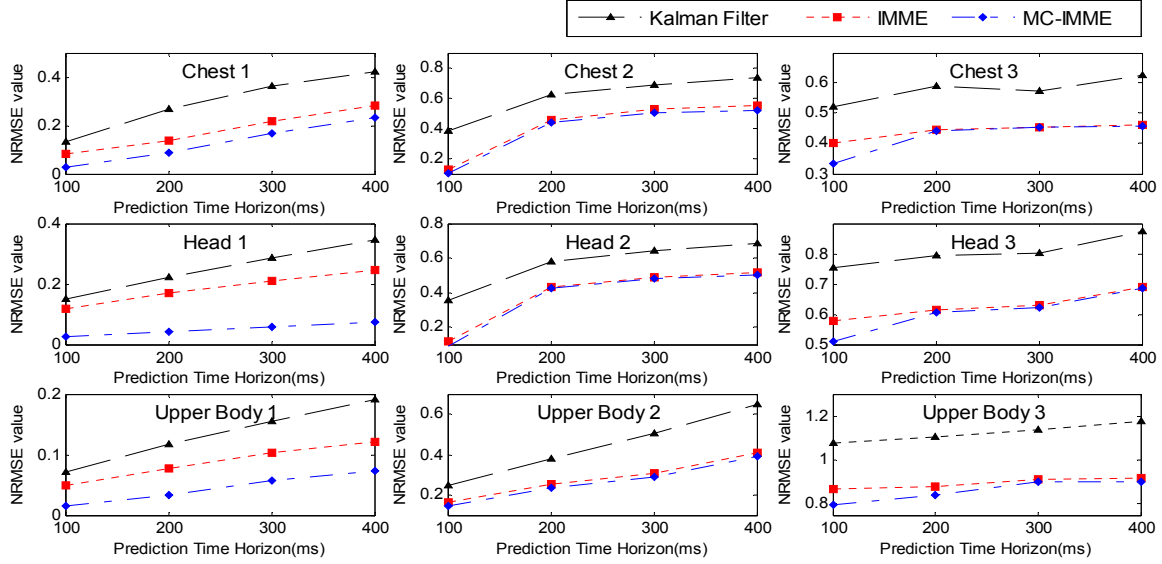 Kalman Filter IMME MC-IMME
Chest 1
NRMSE value
0.4
0.2
0
100 200 300 400
Prediction Time Horizon(ms)
Chest 2
NRMSE value
0.8
0.6
0.4
0.2
100 200 300 400
Prediction Time Horizon(ms)
Chest 3
NRMSE value
0.6
0.5
0.4
0.3
100 200 300 400
Prediction Time Horizon(ms)
Head 1
NRMSE value
0.4
0.2
0
100 200 300 400
Prediction Time Horizon(ms)
Head 2
NRMSE value
0.8
0.6
0.4
0.2
100 200 300 400
Prediction Time Horizon(ms)
Head 3
NRMSE value
0.8
0.7
0.6
0.5
100 200 300 400
Prediction Time Horizon(ms)
Upper Body 1
NRMSE value
0.2
0.1
0
100 200 300 400
Prediction Time Horizon(ms)
Upper Body 2
NRMSE value
0.6
0.4
0.2
100 200 300 400
Prediction Time Horizon(ms)
Upper Body 3
NRMSE value
1.2
1
0.8
100 200 300 400
Prediction Time Horizon(ms)